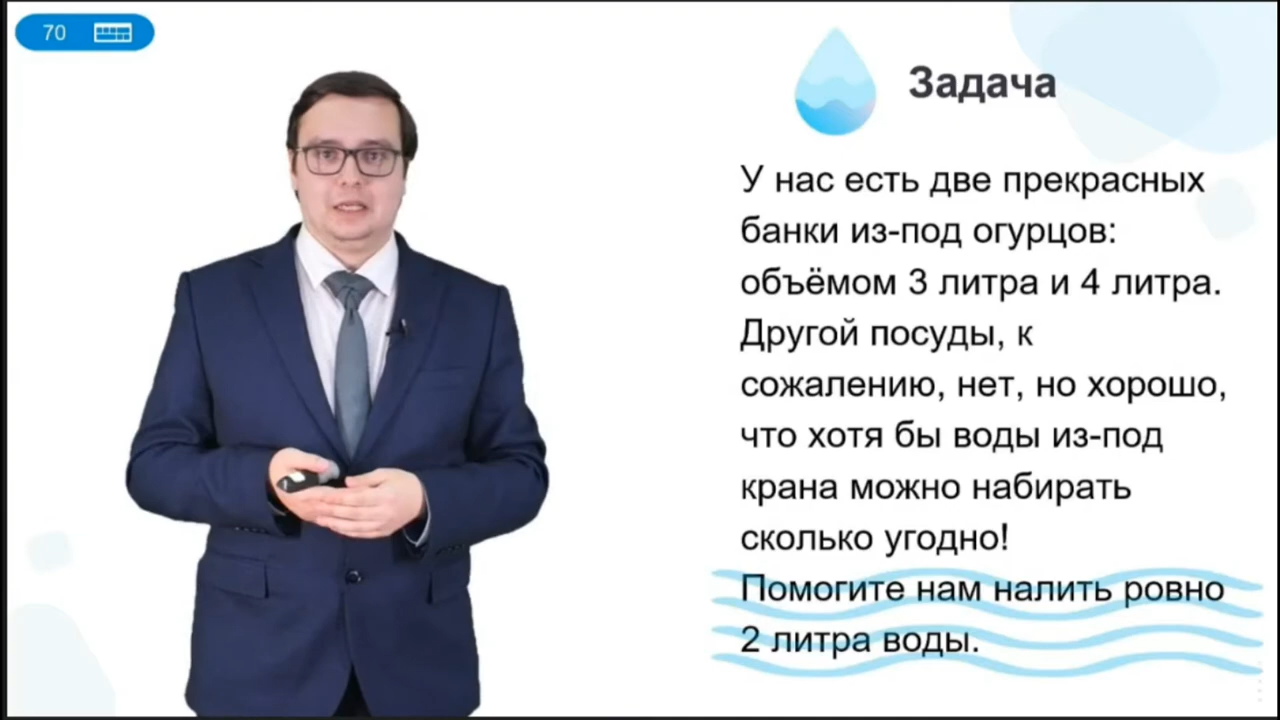 70
Задача
У нас есть две прекрасных
банки из-под огурцов:
объёмом 3 литра и 4 литра.
Другой посуды, к
сожалению, нет, но хорошо,
что хотя бы воды из-под
крана можно набирать
сколько угодно!
Помогите нам налить ровно
2 литра воды.